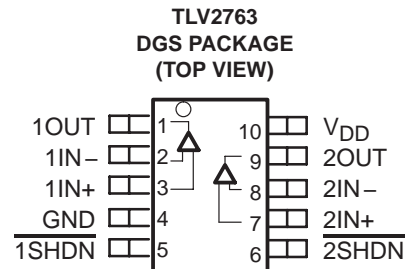 TLV2763
DGS PACKAGE
(TOP VIEW)
1OUT 1 10 VDD
1IN− 2 9 2OUT
1IN+ 3 8 2IN−
GND 4 7 2IN+
1SHDN 5 6 2SHDN